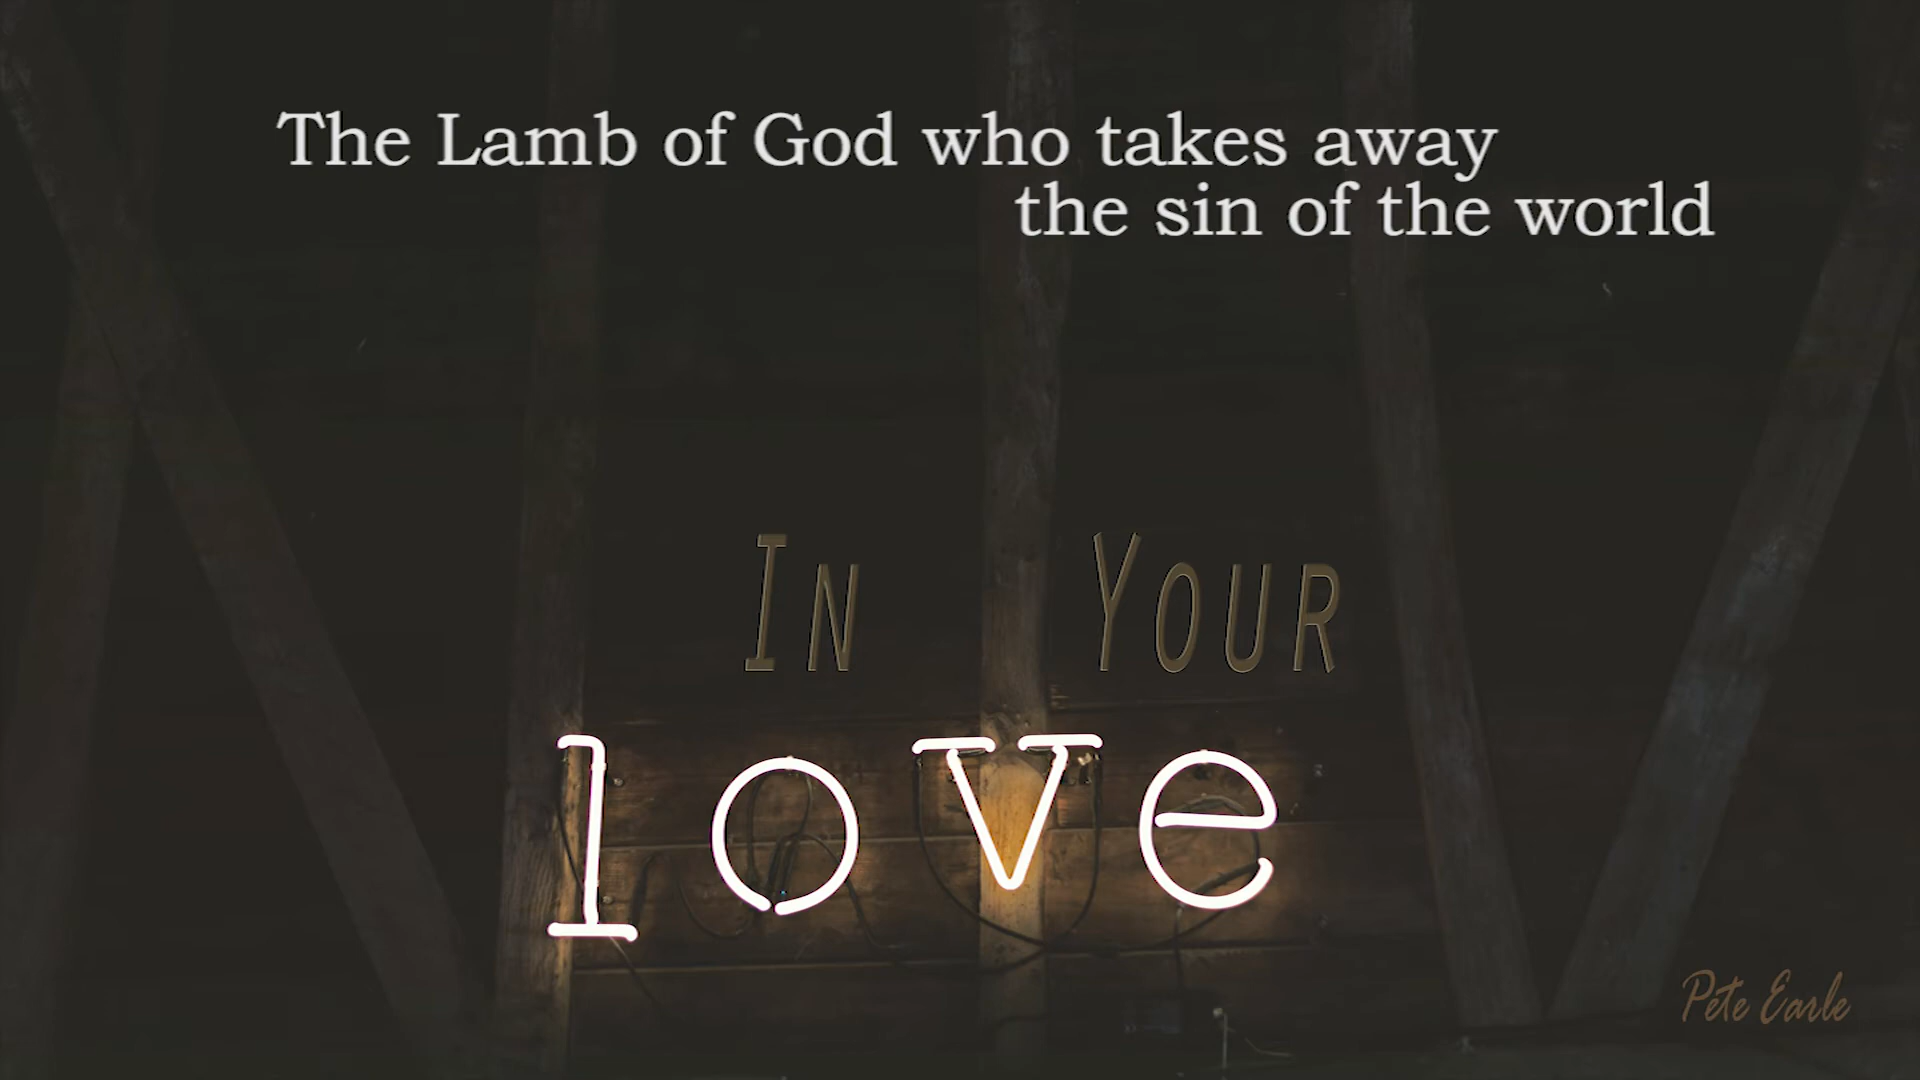 The Lamb of God who takes away
the sin of the world
In Your
love
Pete Earle